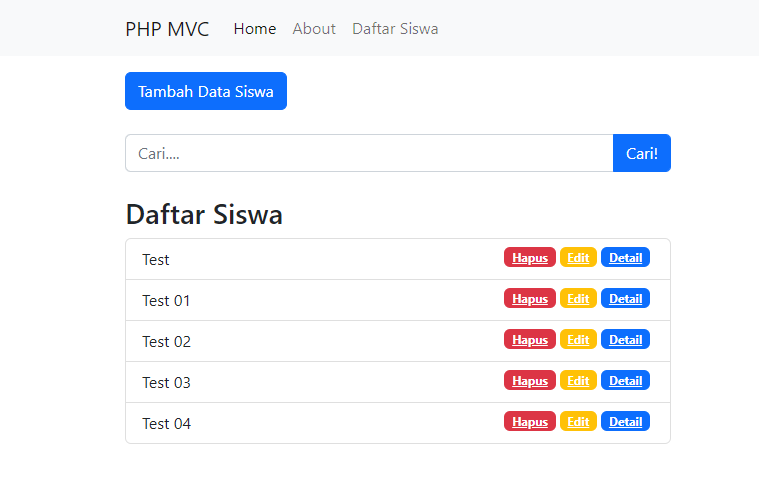 PHP MVC Home About Daftar Siswa
Tambah Data Siswa
Cari.... Cari!
Daftar Siswa
Test Hapus Edit Detail
Test 01 Hapus Edit Detail
Test 02 Hapus Edit Detail
Test 03 Hapus Edit Detail
Test 04 Hapus Edit Detail